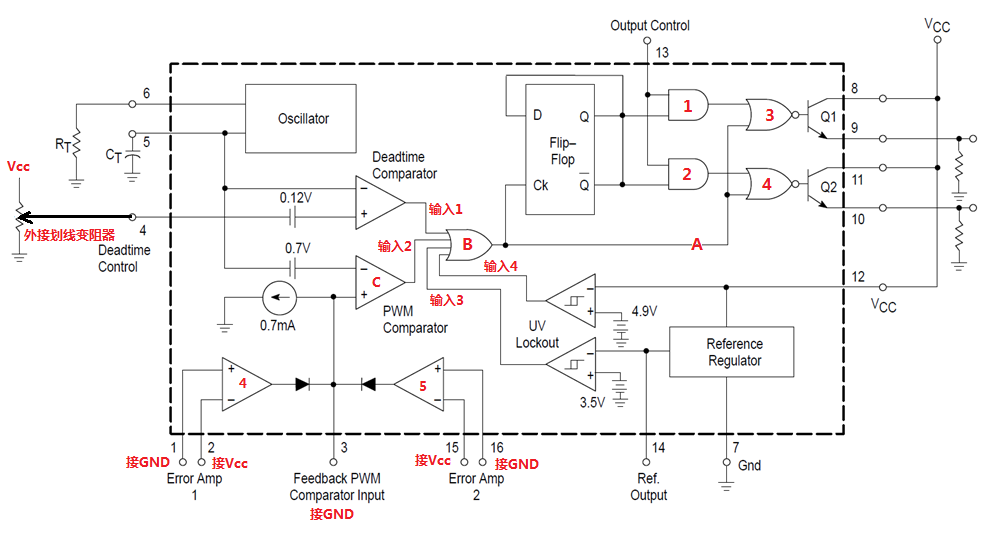 Output Control
13
VCC
6
Oscillator
5
RT
CT
Vcc
外接划线变阻器
4
Deadtime
Control
Deadtime
Comparator
0.12V
−
+
输入1
输入2
0.7V
−
+
C
0.7mA
PWM
Comparator
B
输入4
输入3
D
Q
Flip–
Flop
Ck
Q
1
2
3
4
A
Q1
8
9
Q2
11
10
12
VCC
−
+
4.9V
UV
Lockout
−
+
3.5V
Reference
Regulator
+
4
−
5
+
−
1
2
3
15
16
14
7
接GND
接Vcc
接Vcc
接GND
Gnd
Error Amp
1
Feedback PWM
Comparator Input
接GND
Error Amp
2
Ref.
Output